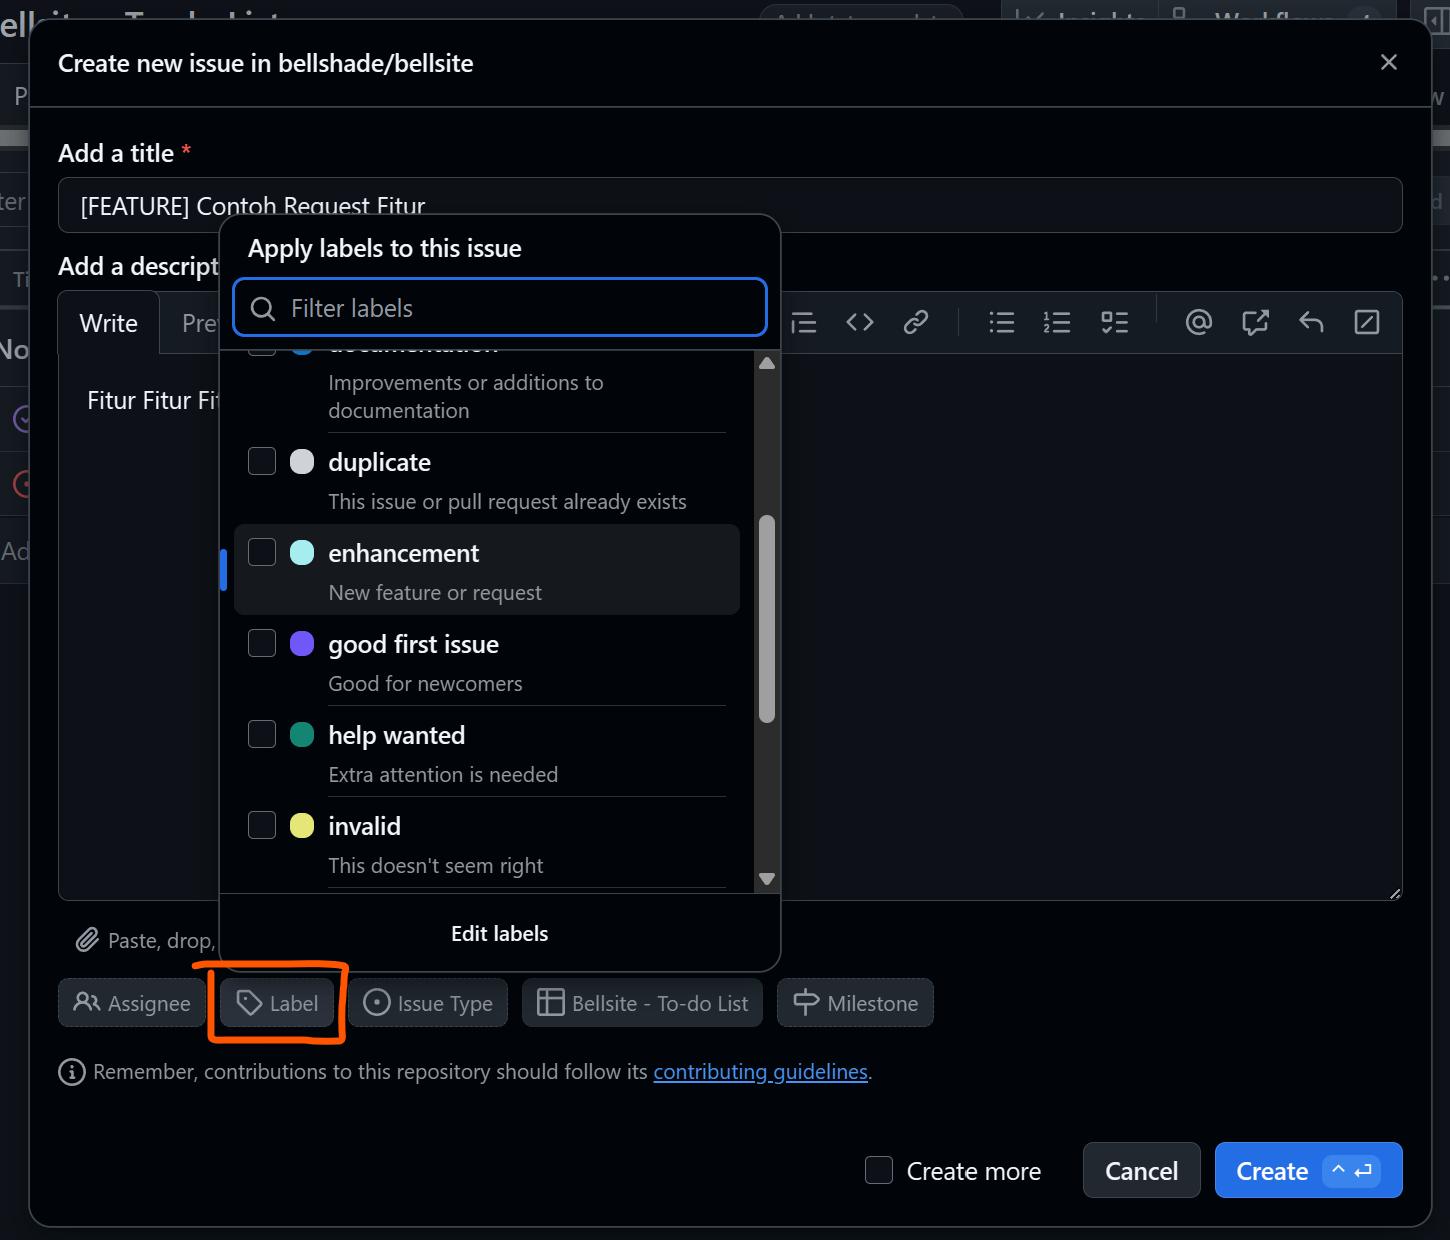 Create new issue in bellshade/bellsite
Add a title *
[FEATURE] Contoh Request Fitur
Add a descript
Apply labels to this issue
Filter labels
Write
documentation
Improvements or additions to
documentation
Fitur Fitur
duplicate
This issue or pull request already exists
enhancement
New feature or request
good first issue
Good for newcomers
help wanted
Extra attention is needed
invalid
This doesn't seem right
Edit labels
Paste, drop,
Assignee
Label
Issue Type
Bellsite - To-do List
Milestone
Remember, contributions to this repository should follow its contributing guidelines.
Create more
Cancel
Create